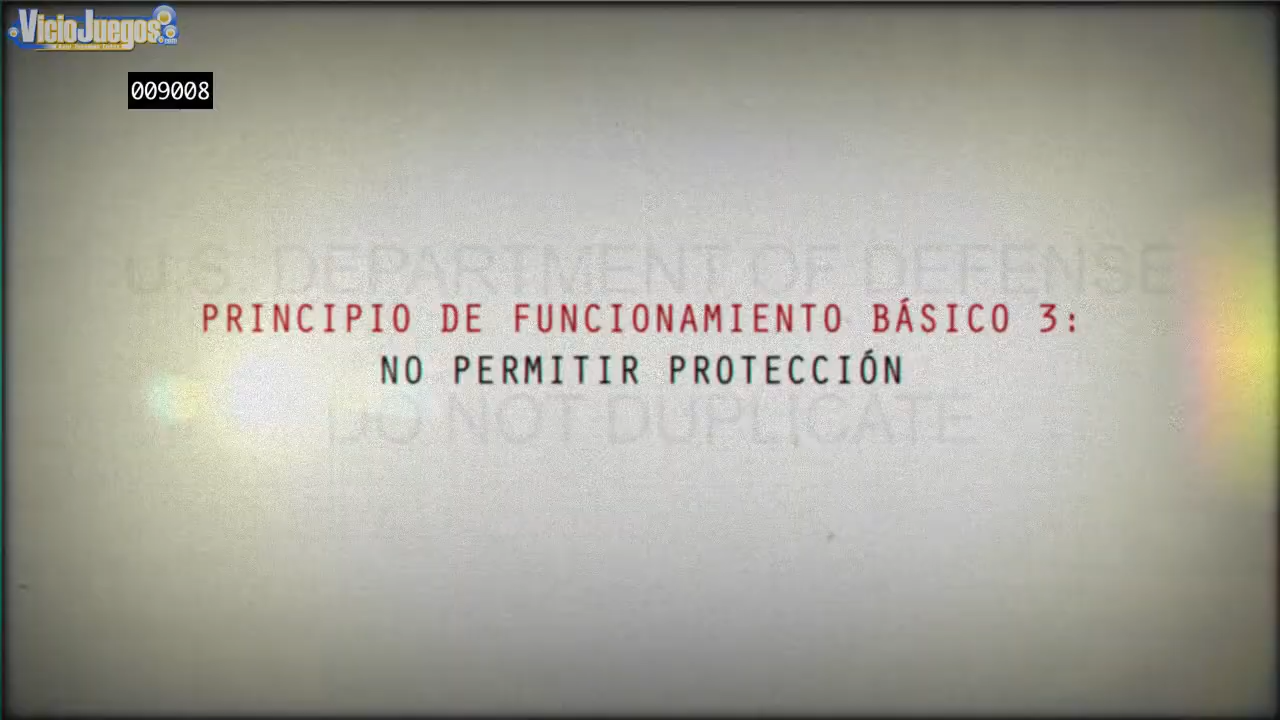 VicioJuegos.com
009008
U.S. DEPARTMENT OF DEFENSE
PRINCIPIO DE FUNCIONAMIENTO BÁSICO 3:
NO PERMITIR PROTECCIÓN
DO NOT DUPLICATE